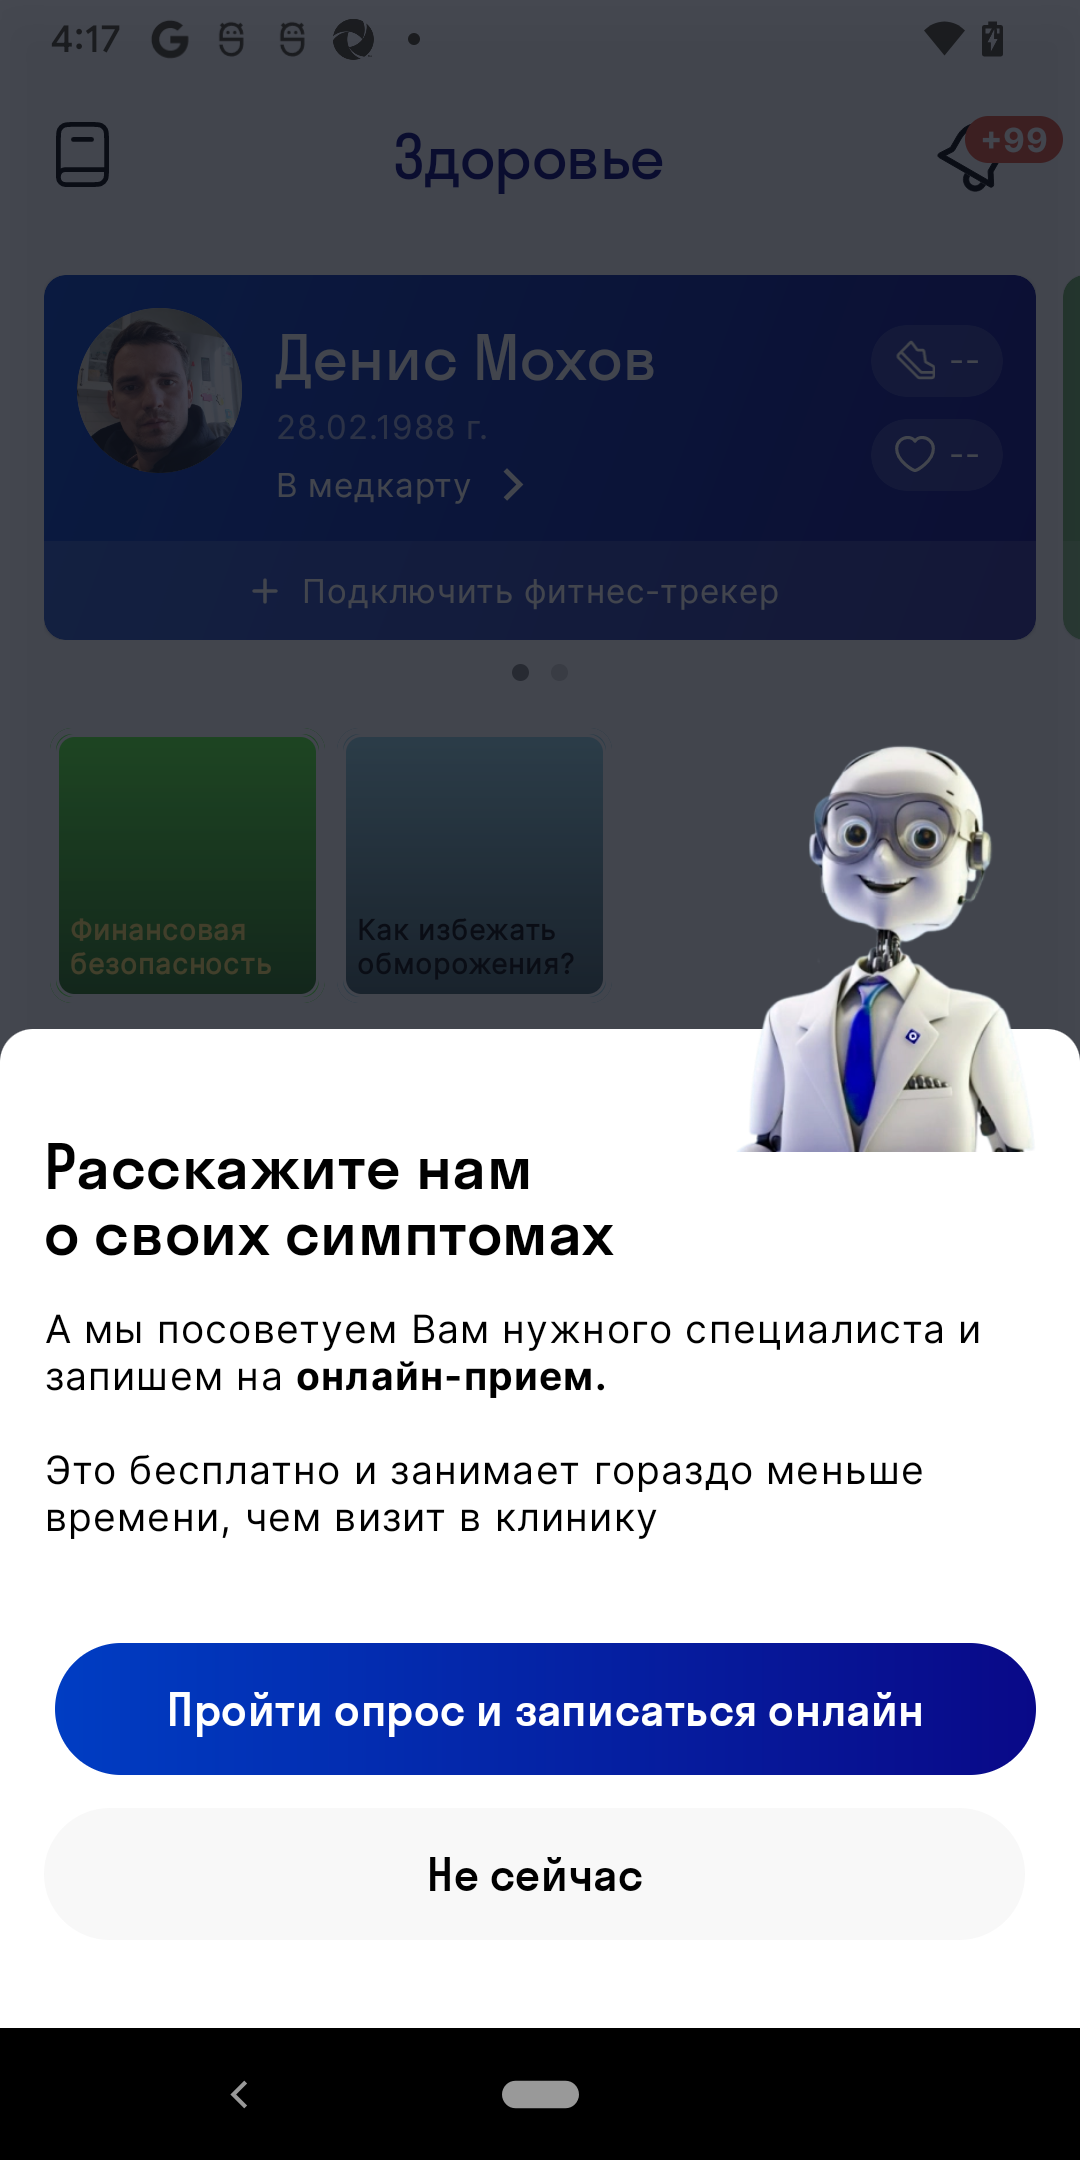 4:17
Здоровье
+99
Денис Мохов
--
28.02.1988 г.
--
В медкарту
+ Подключить фитнес-трекер
Финансовая
безопасность
Как избежать
обморожения?
Расскажите нам
о своих симптомах
А мы посоветуем Вам нужного специалиста и
запишем на онлайн-прием.
Это бесплатно и занимает гораздо меньше
времени, чем визит в клинику
Пройти опрос и записаться онлайн
Не сейчас